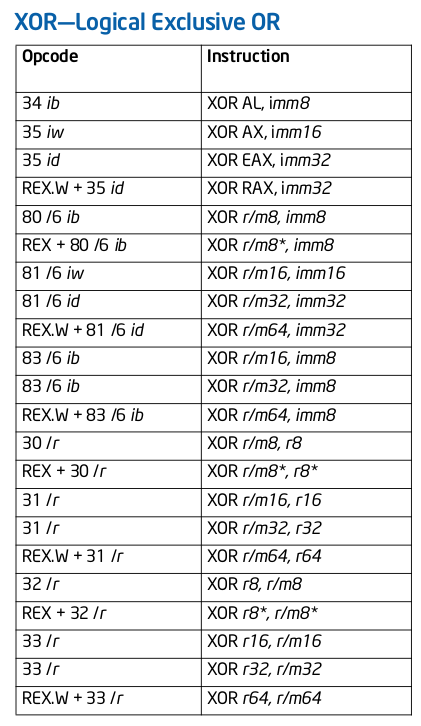 XOR—Logical Exclusive OR
Opcode Instruction
34 ib XOR AL, imm8
35 iw XOR AX, imm16
35 id XOR EAX, imm32
REX.W + 35 id XOR RAX, imm32
80 /6 ib XOR r/m8, imm8
REX + 80 /6 ib XOR r/m8*, imm8
81 /6 iw XOR r/m16, imm16
81 /6 id XOR r/m32, imm32
REX.W + 81 /6 id XOR r/m64, imm32
83 /6 ib XOR r/m16, imm8
83 /6 ib XOR r/m32, imm8
REX.W + 83 /6 ib XOR r/m64, imm8
30 /r XOR r/m8, r8
REX + 30 /r XOR r/m8*, r8*
31 /r XOR r/m16, r16
31 /r XOR r/m32, r32
REX.W + 31 /r XOR r/m64, r64
32 /r XOR r8, r/m8
REX + 32 /r XOR r8*, r/m8*
33 /r XOR r16, r/m16
33 /r XOR r32, r/m32
REX.W + 33 /r XOR r64, r/m64